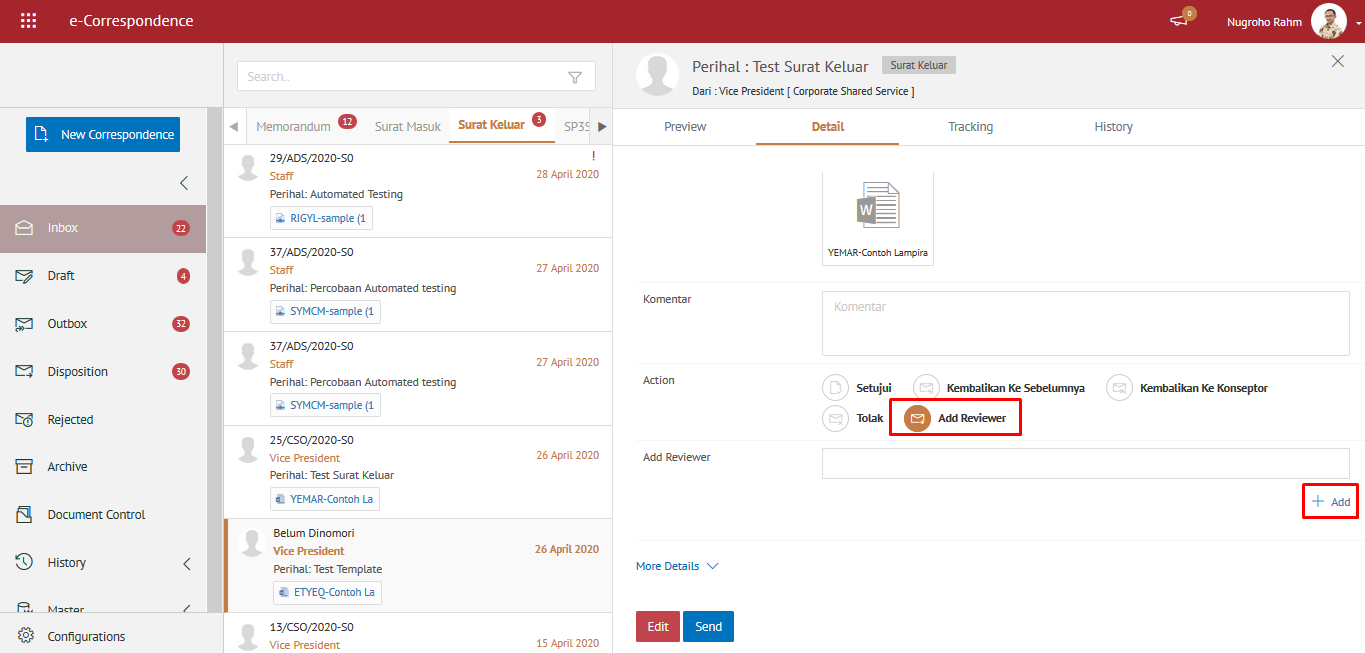 e-Correspondence
0
Nugroho Rahm
New Correspondence
Inbox
22
Draft
4
Outbox
32
Disposition
30
Rejected
Archive
Document Control
History
Master
Configurations
Search..
Memorandum
12
Surat Masuk
Surat Keluar
3
SP3S
29/ADS/2020-S0
!
Staff
28 April 2020
Perihal: Automated Testing
RIGYL-sample (1
37/ADS/2020-S0
Staff
27 April 2020
Perihal: Percobaan Automated testing
SYMCM-sample (1
37/ADS/2020-S0
Staff
27 April 2020
Perihal: Percobaan Automated testing
SYMCM-sample (1
25/CSO/2020-S0
Vice President
26 April 2020
Perihal: Test Surat Keluar
YEMAR-Contoh La
Belum Dinomori
Vice President
26 April 2020
Perihal: Test Template
ETYEQ-Contoh La
13/CSO/2020-S0
Vice President
15 April 2020
Perihal : Test Surat Keluar
Surat Keluar
Dari : Vice President [ Corporate Shared Service ]
Preview
Detail
Tracking
History
W
YEMAR-Contoh Lampira
Komentar
Komentar
Action
Setujui
Kembalikan Ke Sebelumnya
Kembalikan Ke Konseptor
Tolak
Add Reviewer
Add Reviewer
+ Add
More Details
Edit
Send